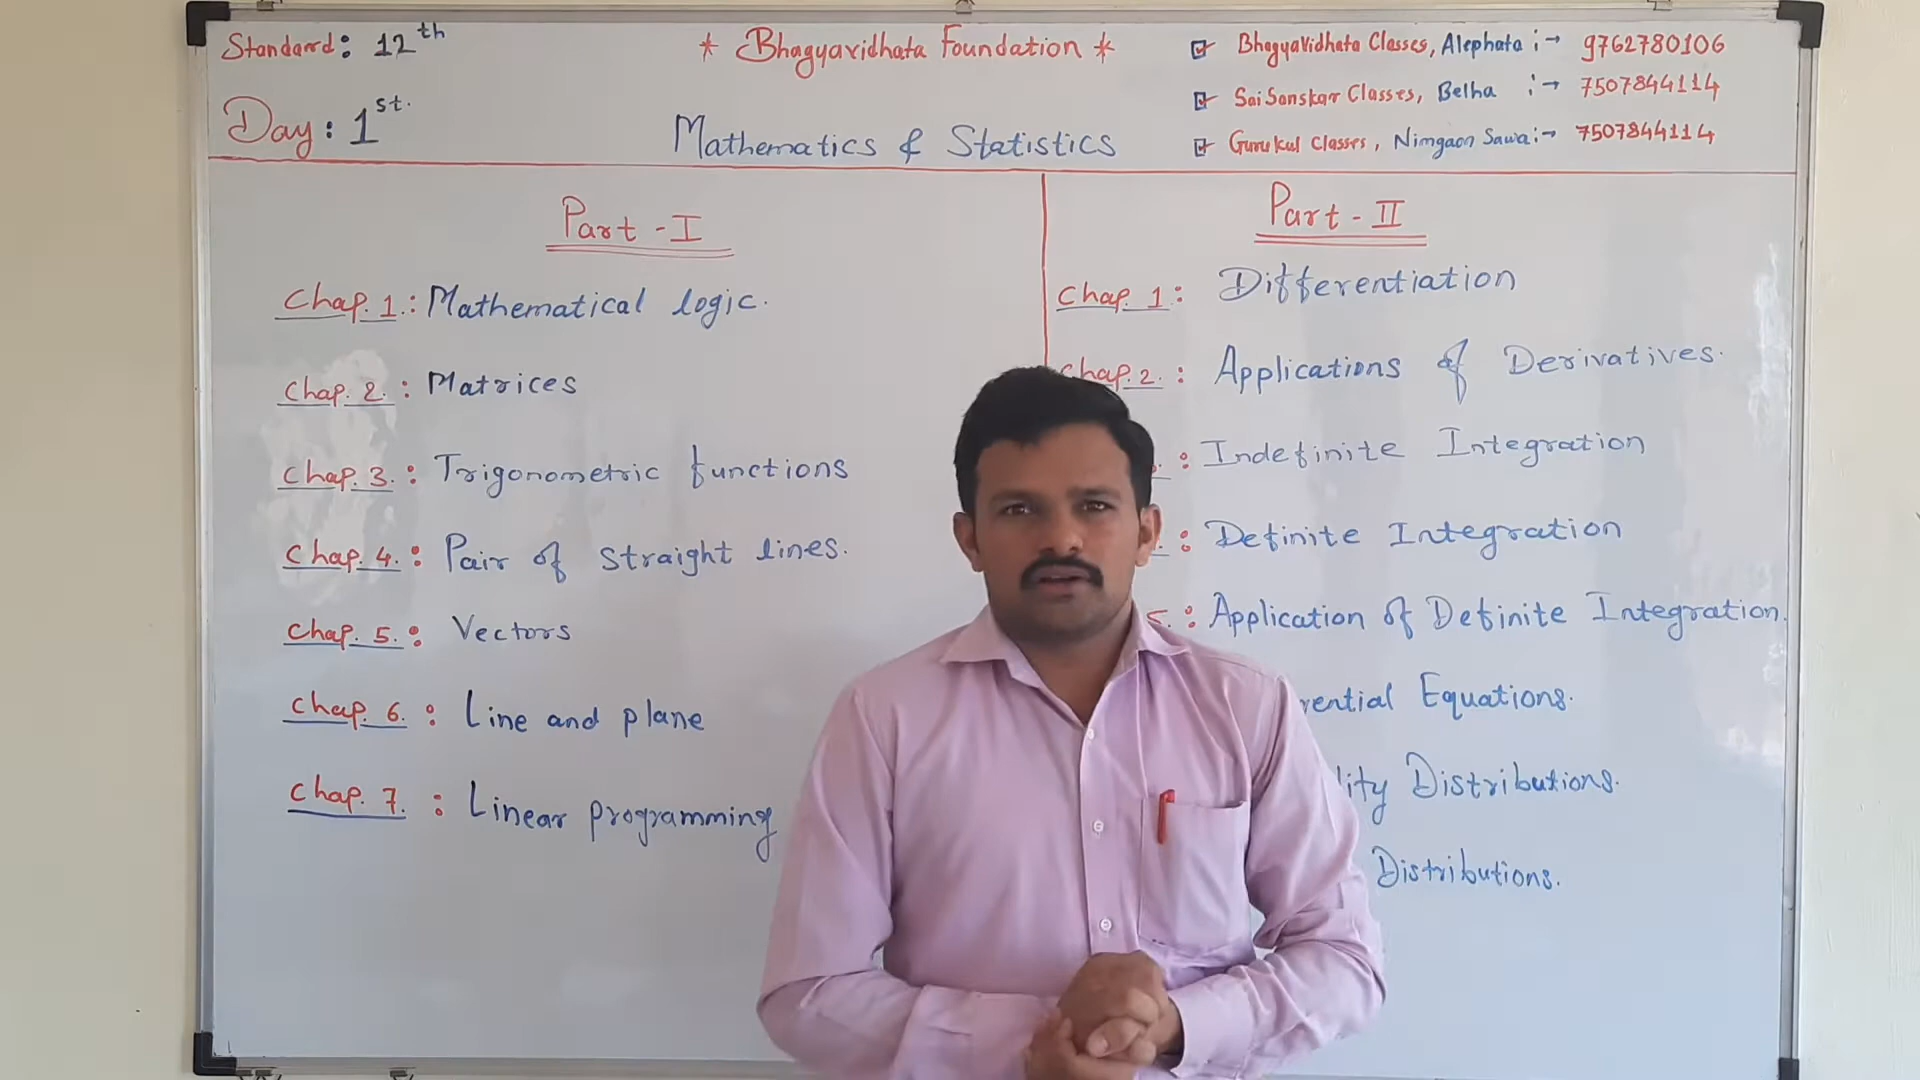 Standard: 12th
Day: 1st.
* Bhagyavidhata Foundation *
Mathematics & Statistics
Bhagyavidhata Classes, Alephata :→ 9762780106
Sai Sanskar Classes, Belha :→ 7507844114
Gurukul Classes, Nimgaon Sawa:→ 7507844114
Part - I
Chap. 1.: Mathematical logic.
Chap. 2. : Matrices
Chap. 3. : Trigonometric functions
Chap. 4. : Pair of straight lines.
Chap. 5. : Vectors
Chap. 6. : Line and plane
Chap. 7. : Linear programming
Part - II
Chap. 1 : Differentiation
Chap. 2. : Applications of Derivatives.
: Indefinite Integration
: Definite Integration
5. : Application of Definite Integration.
rential Equations.
lity Distributions.
Distributions.